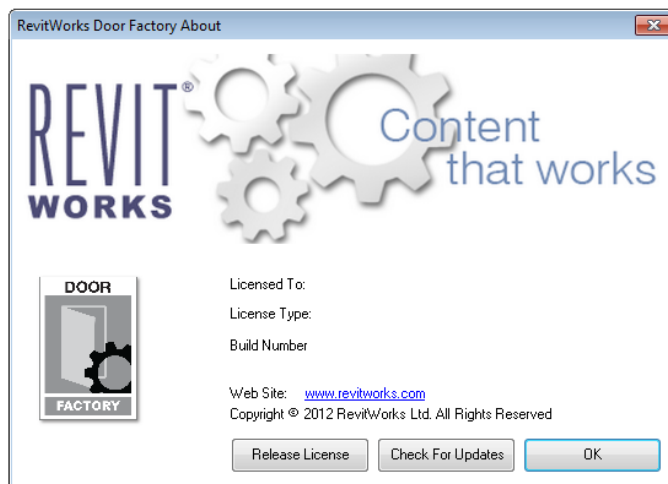 RevitWorks Door Factory About
REVIT®
WORKS
Content
that works
DOOR
FACTORY
Licensed To:
License Type:
Build Number
Web Site: www.revitworks.com
Copyright © 2012 RevitWorks Ltd. All Rights Reserved
Release License Check For Updates OK